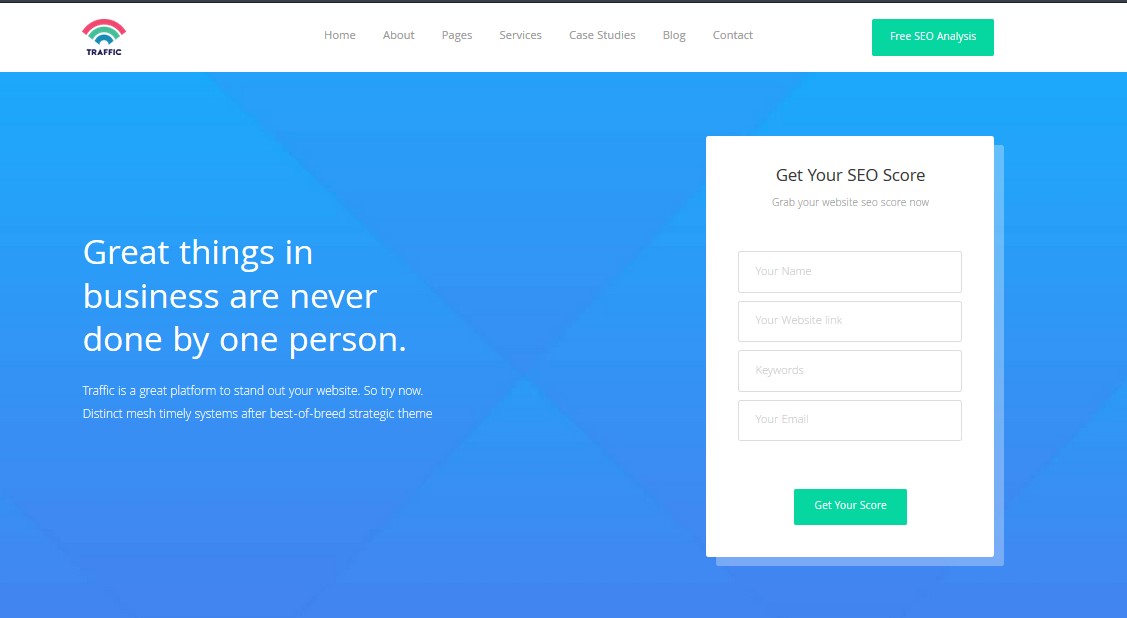 TRAFFIC
Home About Pages Services Case Studies Blog Contact
Free SEO Analysis
Great things in
business are never
done by one person.
Traffic is a great platform to stand out your website. So try now.
Distinct mesh timely systems after best-of-breed strategic theme
Get Your SEO Score
Grab your website seo score now
Your Name
Your Website link
Keywords
Your Email
Get Your Score